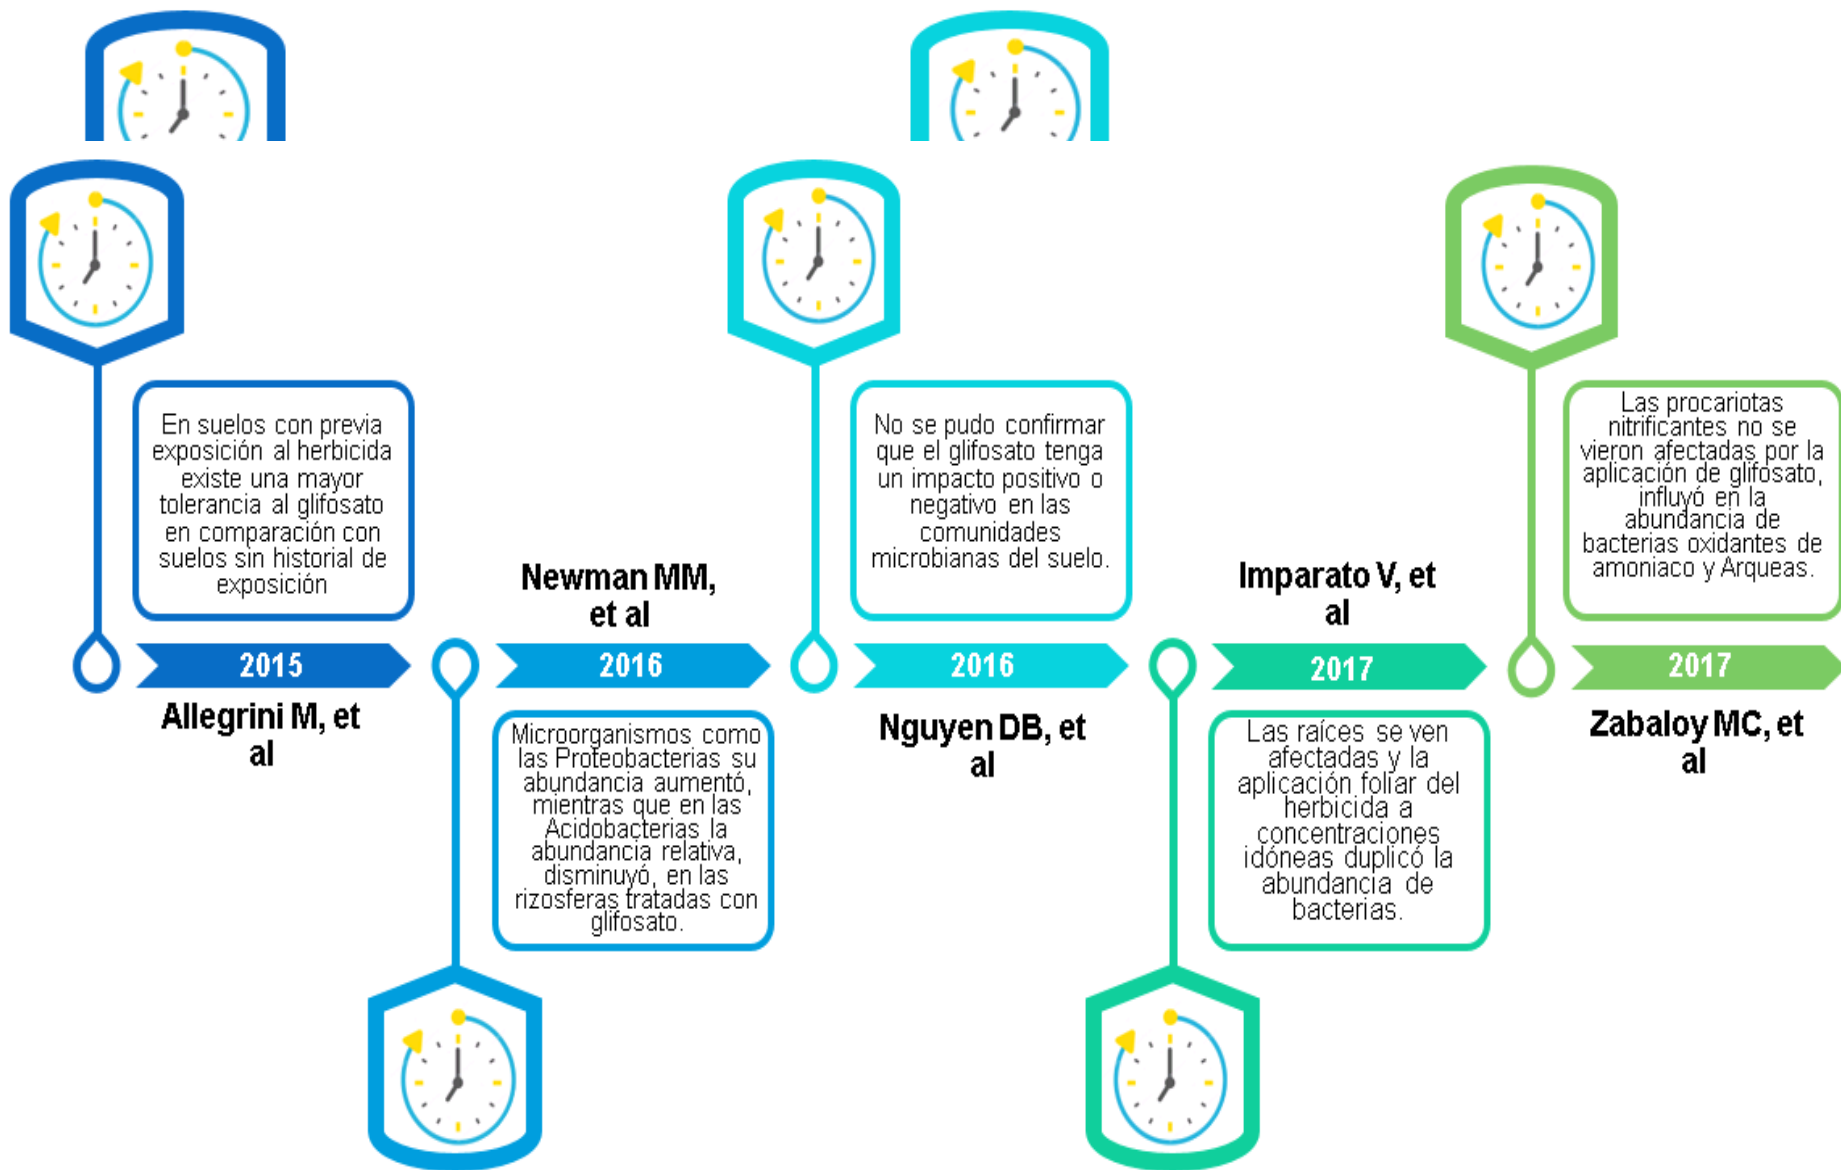 En suelos con previa
exposición al herbicida
existe una mayor
tolerancia al glifosato
en comparación con
suelos sin historial de
exposición
2015
Allegrini M, et
al
Newman MM,
et al
2016
Microorganismos como
las Proteobacterias su
abundancia aumentó,
mientras que en las
Acidobacterias la
abundancia relativa,
disminuyó, en las
rizosferas tratadas con
glifosato.
No se pudo confirmar
que el glifosato tenga
un impacto positivo o
negativo en las
comunidades
microbianas del suelo.
2016
Nguyen DB, et
al
Imparato V, et
al
2017
Las raíces se ven
afectadas y la
aplicación foliar del
herbicida a
concentraciones
idóneas duplicó la
abundancia de
bacterias.
Las procariotas
nitrificantes no se
vieron afectadas por la
aplicación de glifosato,
influyó en la
abundancia de
bacterias oxidantes de
amoniaco y Arqueas.
2017
Zabaloy MC, et
al